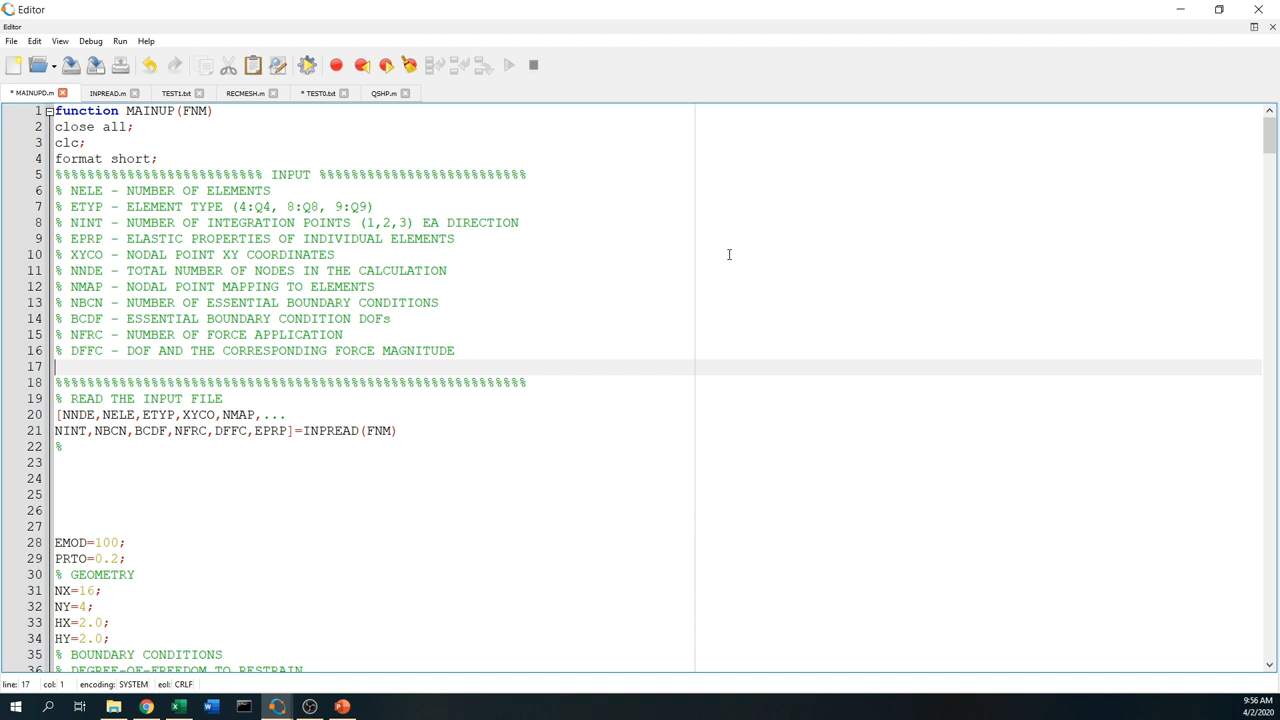 Editor
Editor
File Edit View Debug Run Help
* MAINUPD.m INPREAD.m TEST1.txt RECMESH.m * TEST0.txt QSHP.m
1 function MAINUP(FNM)
2 close all;
3 clc;
4 format short;
5 %%%%%%%%%%%%%%%%%%%%%%%%%% INPUT %%%%%%%%%%%%%%%%%%%%%%%%%%
6 % NELE - NUMBER OF ELEMENTS
7 % ETYP - ELEMENT TYPE (4:Q4, 8:Q8, 9:Q9)
8 % NINT - NUMBER OF INTEGRATION POINTS (1,2,3) EA DIRECTION
9 % EPRP - ELASTIC PROPERTIES OF INDIVIDUAL ELEMENTS
10 % XYCO - NODAL POINT XY COORDINATES
11 % NNDE - TOTAL NUMBER OF NODES IN THE CALCULATION
12 % NMAP - NODAL POINT MAPPING TO ELEMENTS
13 % NBCN - NUMBER OF ESSENTIAL BOUNDARY CONDITIONS
14 % BCDF - ESSENTIAL BOUNDARY CONDITION DOFs
15 % NFRC - NUMBER OF FORCE APPLICATION
16 % DFFC - DOF AND THE CORRESPONDING FORCE MAGNITUDE
17
18 %%%%%%%%%%%%%%%%%%%%%%%%%%%%%%%%%%%%%%%%%%%%%%%%%%%%%%%%%%%
19 % READ THE INPUT FILE
20 [NNDE,NELE,ETYP,XYCO,NMAP,...
21 NINT,NBCN,BCDF,NFRC,DFFC,EPRP]=INPREAD(FNM)
22 %
23
24
25
26
27
28 EMOD=100;
29 PRTO=0.2;
30 % GEOMETRY
31 NX=16;
32 NY=4;
33 HX=2.0;
34 HY=2.0;
35 % BOUNDARY CONDITIONS
36 % DEGREE-OF-FREEDOM TO RESTRAIN
line: 17 col: 1 encoding: SYSTEM eol: CRLF
9:56 AM
4/2/2020